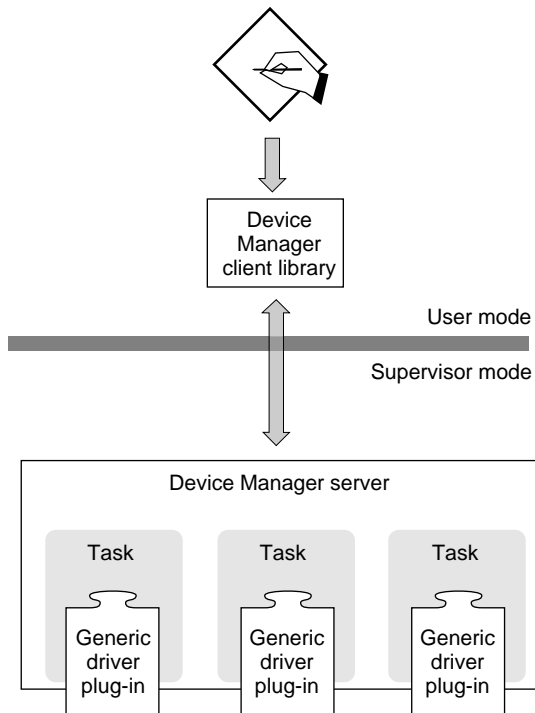 Device
Manager
client library
User mode
Supervisor mode
Device Manager server
Task
Task
Task
Generic
driver
plug-in
Generic
driver
plug-in
Generic
driver
plug-in